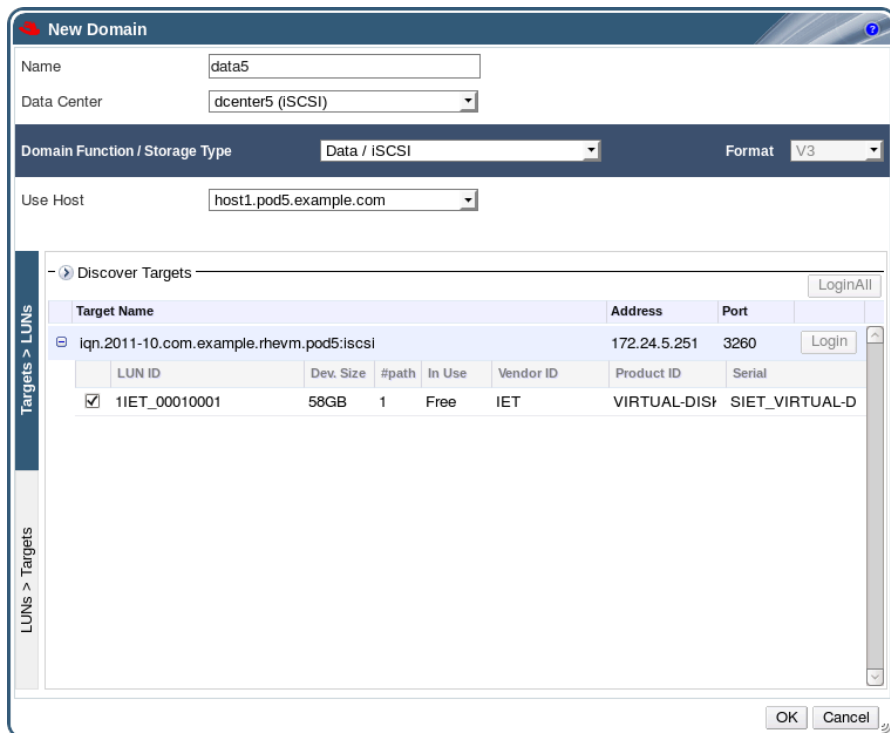 New Domain
Name data5
Data Center dcenter5 (iSCSI)
Domain Function / Storage Type Data / iSCSI Format V3
Use Host host1.pod5.example.com
Targets > LUNs
LUNs > Targets
Discover Targets
LoginAll
Target Name Address Port
iqn.2011-10.com.example.rhevm.pod5:iscsi 172.24.5.251 3260 Login
LUN ID Dev. Size #path In Use Vendor ID Product ID Serial
1IET_00010001 58GB 1 Free IET VIRTUAL-DISK SIET_VIRTUAL-D
OK Cancel